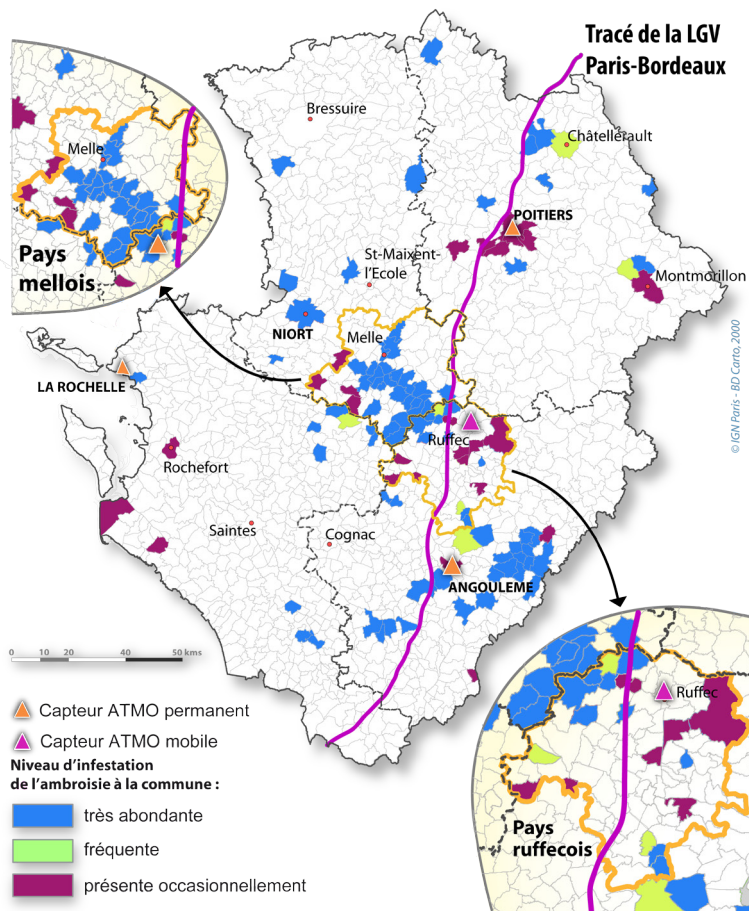 Tracé de la LGV
Paris-Bordeaux
Bressuire
Châtellerault
Melle
POITIERS
Pays
mellois
St-Maixent-
l'Ecole
Montmorillon
NIORT
Melle
LA ROCHELLE
© IGN Paris - BD Carto, 2000
Ruffec
Rochefort
Saintes
Cognac
ANGOULEME
0 10 20 40 50 kms
Capteur ATMO permanent
Capteur ATMO mobile
Niveau d'infestation
de l'ambroisie à la commune :
très abondante
fréquente
présente occasionnellement
Ruffec
Pays
ruffecois